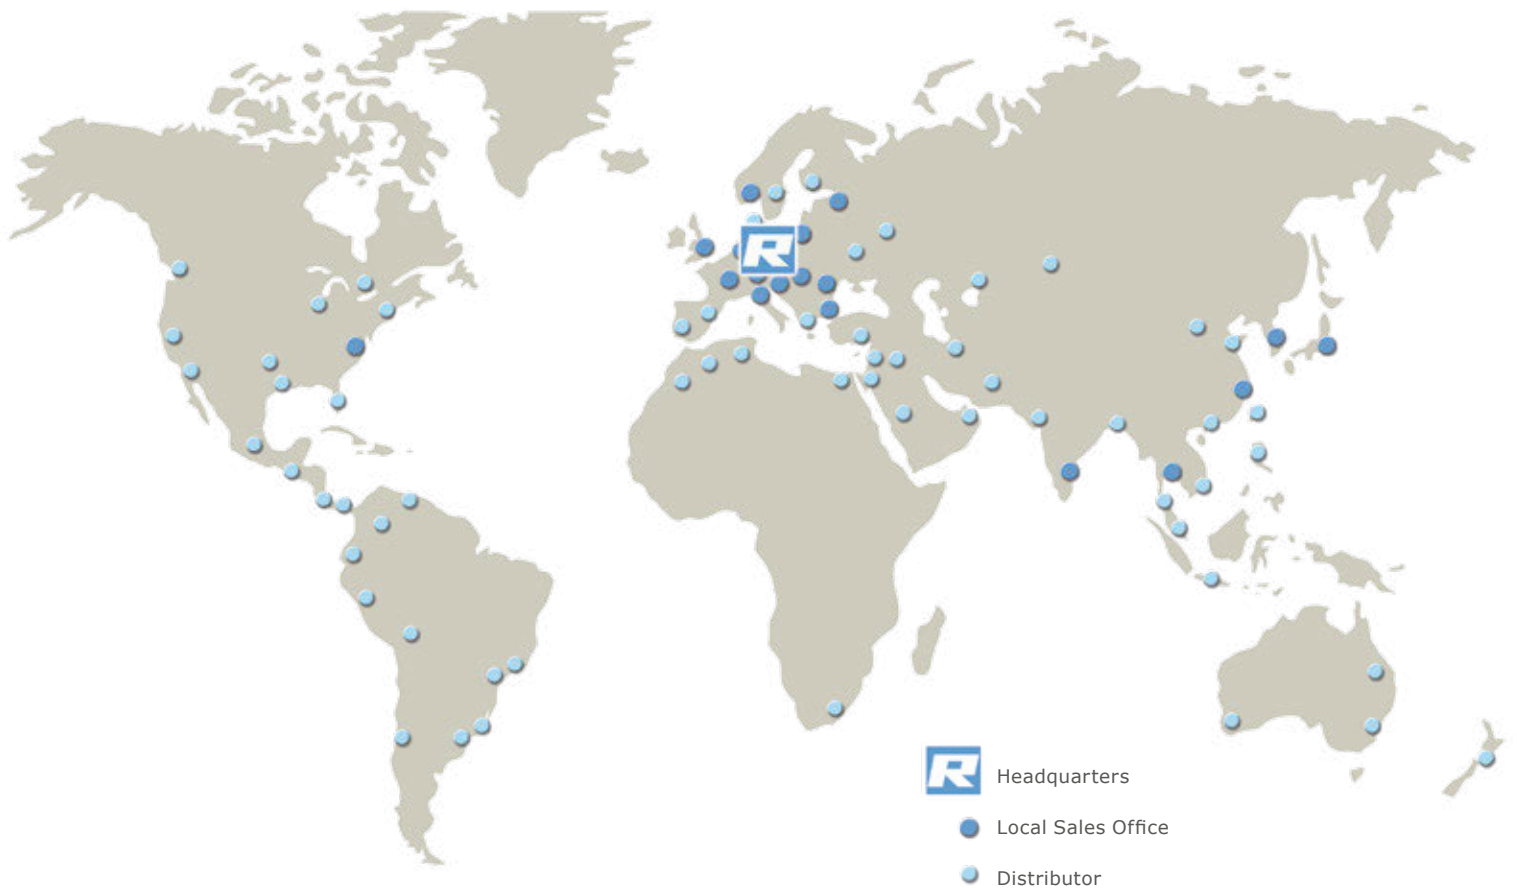 R
R
Headquarters
Local Sales Office
Distributor